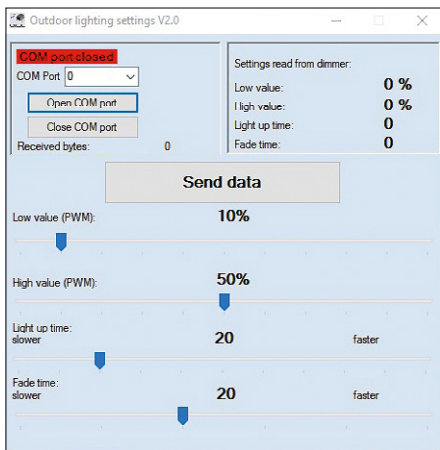 Outdoor lighting settings V2.0
COM port closed
COM Port 0
Open COM port
Close COM port
Received bytes: 0
Settings read from dimmer:
Low value: 0 %
High value: 0 %
Light up time: 0
Fade time: 0
Send data
Low value (PWM): 10%
High value (PWM): 50%
Light up time:
slower 20 faster
Fade time:
slower 20 faster